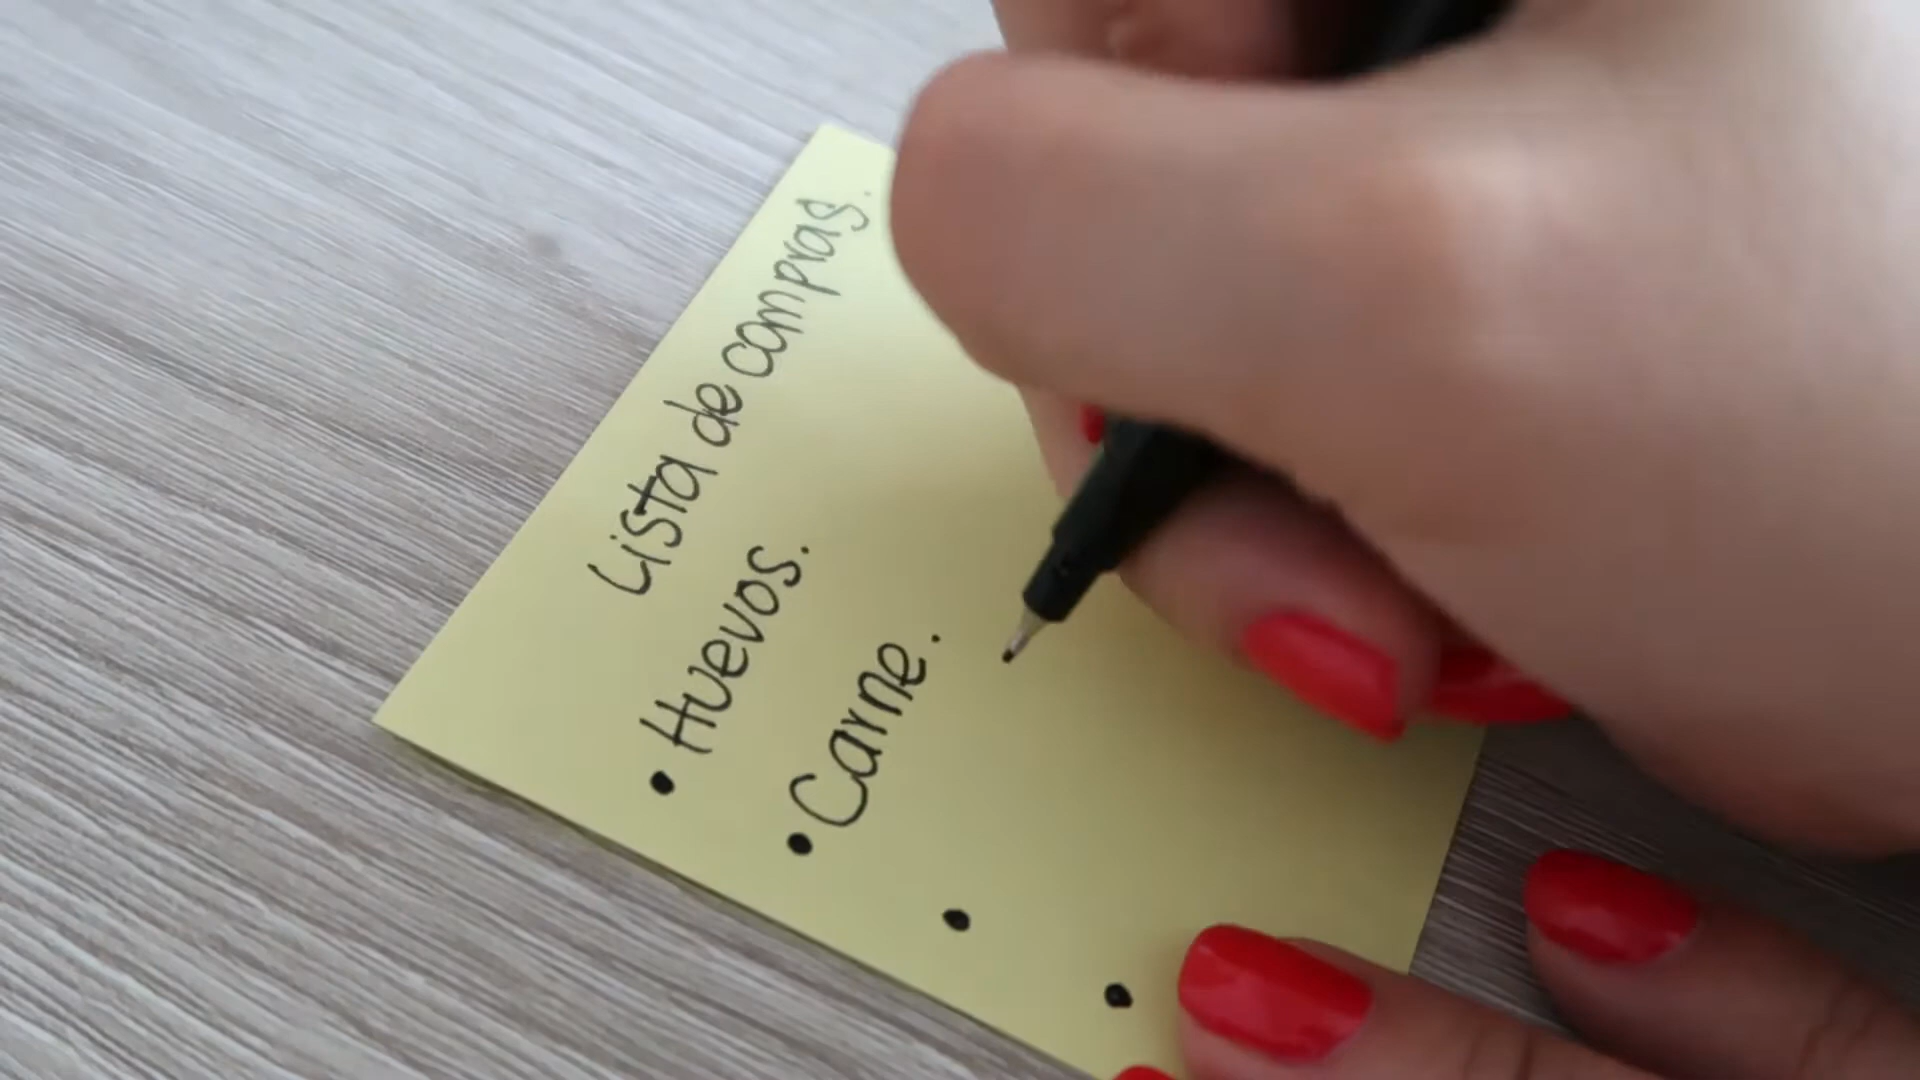 Lista de compras.
• Huevos.
• Carne.
•
•